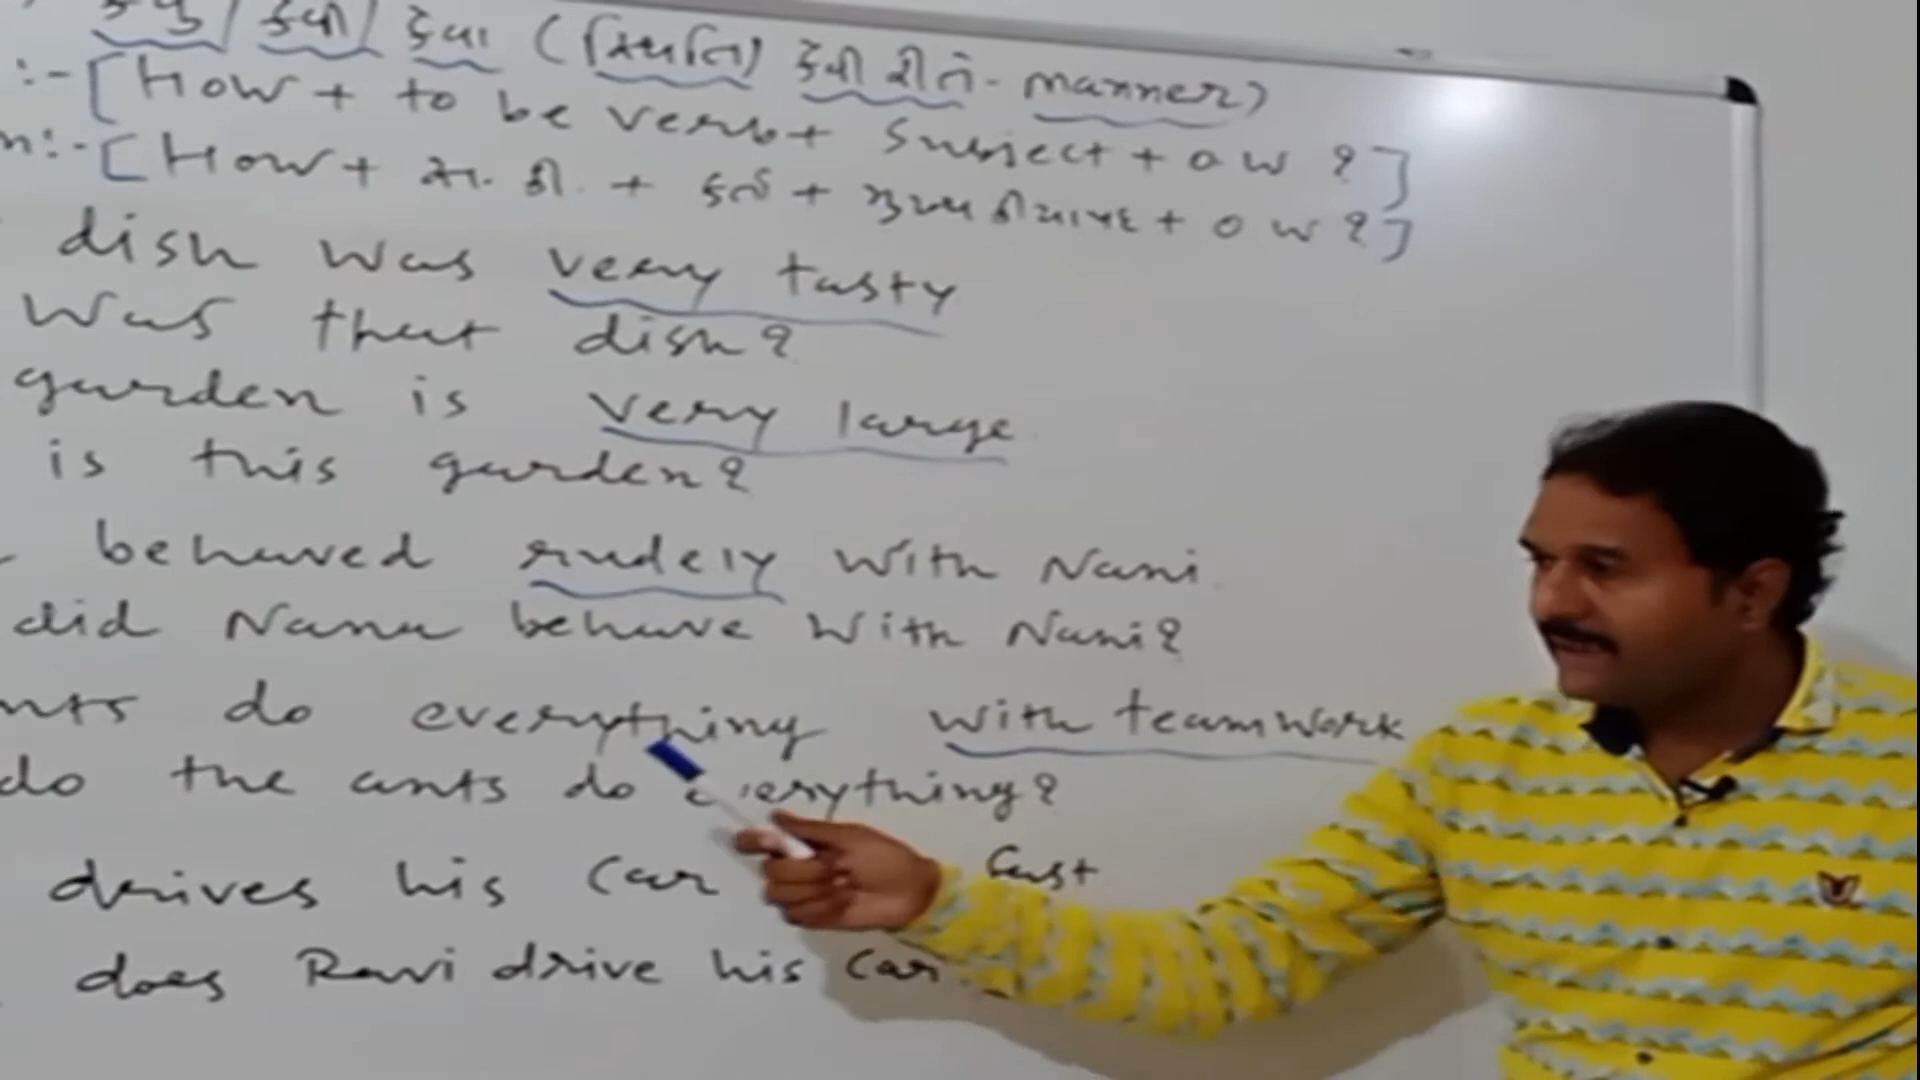 કેવી કેવા (સ્થિતિ) કેવી રીતે - manner)
:- [How + to be verb + Subject + o w ?]
n:- [How + સા. ક્રી. + કર્તા + મુખ્ય ક્રીયાપદ + o w ?]
dish was very tasty
was that dish?
garden is very large
is this garden?
behaved rudely with Nani
did Nana behave with Nani?
nts do everything with teamwork
do the ants do everything?
drives his car fast
does Ravi drive his car